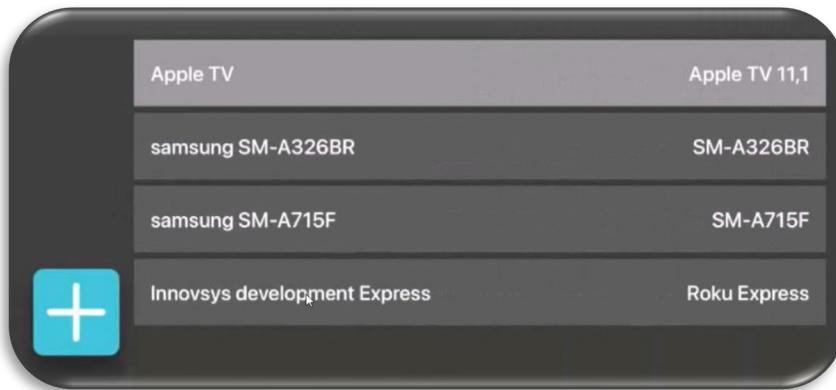 Apple TV Apple TV 11,1
samsung SM-A326BR SM-A326BR
samsung SM-A715F SM-A715F
Innovsys development Express Roku Express